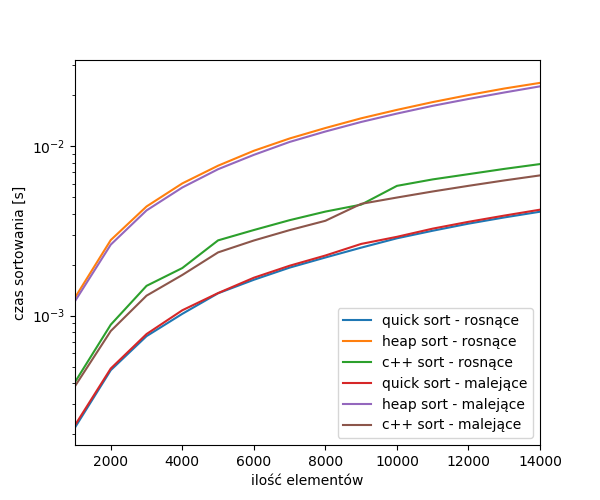 czas sortowania [s]
10⁻²
10⁻³
2000 4000 6000 8000 10000 12000 14000
ilość elementów
quick sort - rosnące
heap sort - rosnące
c++ sort - rosnące
quick sort - malejące
heap sort - malejące
c++ sort - malejące